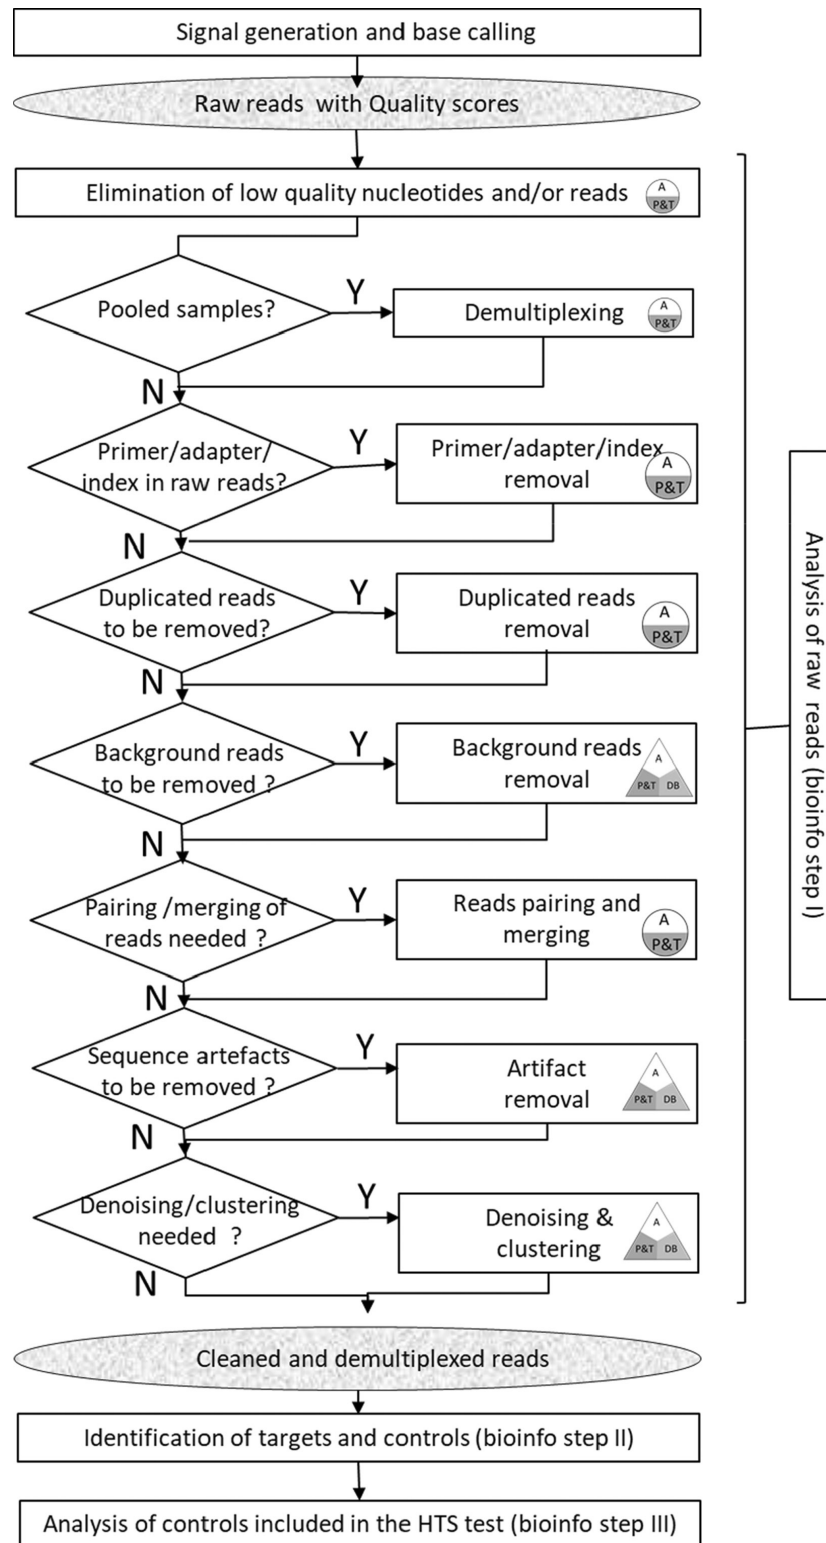 Signal generation and base calling
Raw reads with Quality scores
Elimination of low quality nucleotides and/or reads
A
P&T
Pooled samples?
Y
Demultiplexing
A
P&T
N
Primer/adapter/
index in raw reads?
Y
Primer/adapter/index
removal
A
P&T
N
Duplicated reads
to be removed?
Y
Duplicated reads
removal
A
P&T
N
Background reads
to be removed ?
Y
Background reads
removal
A
P&T DB
N
Pairing /merging of
reads needed ?
Y
Reads pairing and
merging
A
P&T
N
Sequence artefacts
to be removed ?
Y
Artifact
removal
A
P&T DB
N
Denoising/clustering
needed ?
Y
Denoising &
clustering
A
P&T DB
N
Analysis of raw reads (bioinfo step I)
Cleaned and demultiplexed reads
Identification of targets and controls (bioinfo step II)
Analysis of controls included in the HTS test (bioinfo step III)